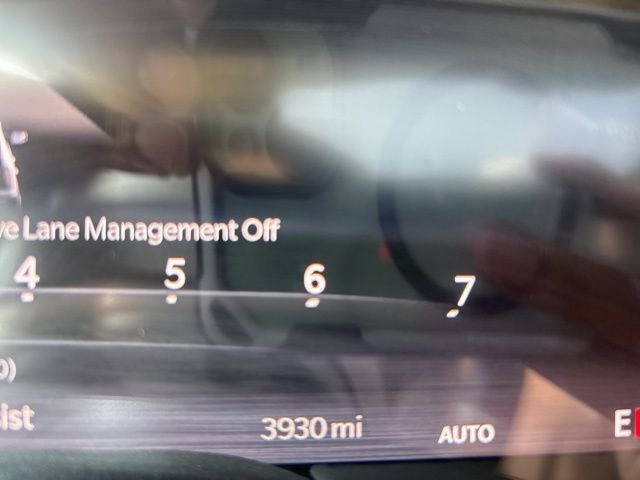 Lane Management Off
4 5 6 7
3930 mi
AUTO
E